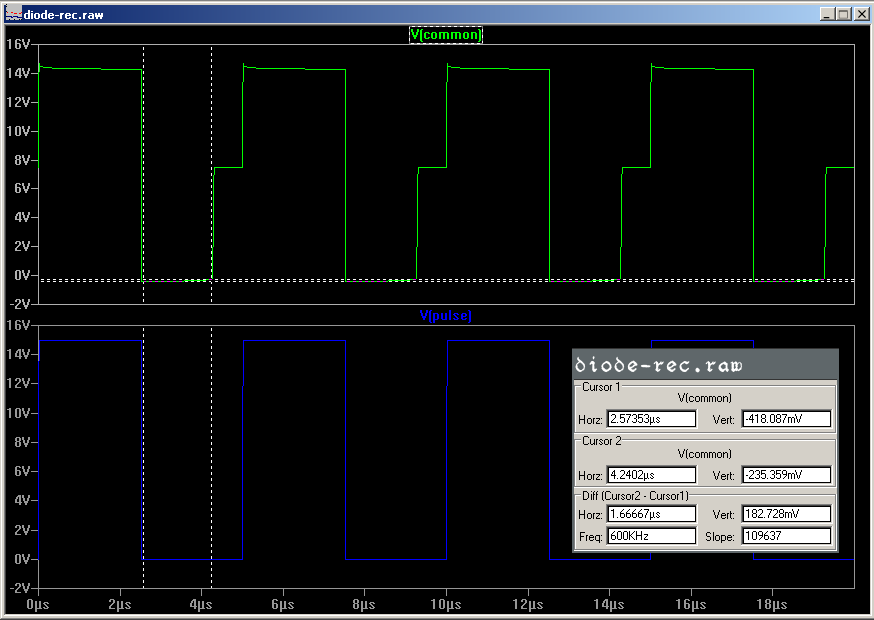 diode-rec.raw
V(common)
16V
14V
12V
10V
8V
6V
4V
2V
0V
-2V
V(pulse)
16V
14V
12V
10V
8V
6V
4V
2V
0V
-2V
0µs 2µs 4µs 6µs 8µs 10µs 12µs 14µs 16µs 18µs
diode-rec.raw
Cursor 1
V(common)
Horz: 2.57353µs Vert: -418.087mV
Cursor 2
V(common)
Horz: 4.2402µs Vert: -235.359mV
Diff (Cursor2 - Cursor1)
Horz: 1.66667µs Vert: 182.728mV
Freq: 600KHz Slope: 109637